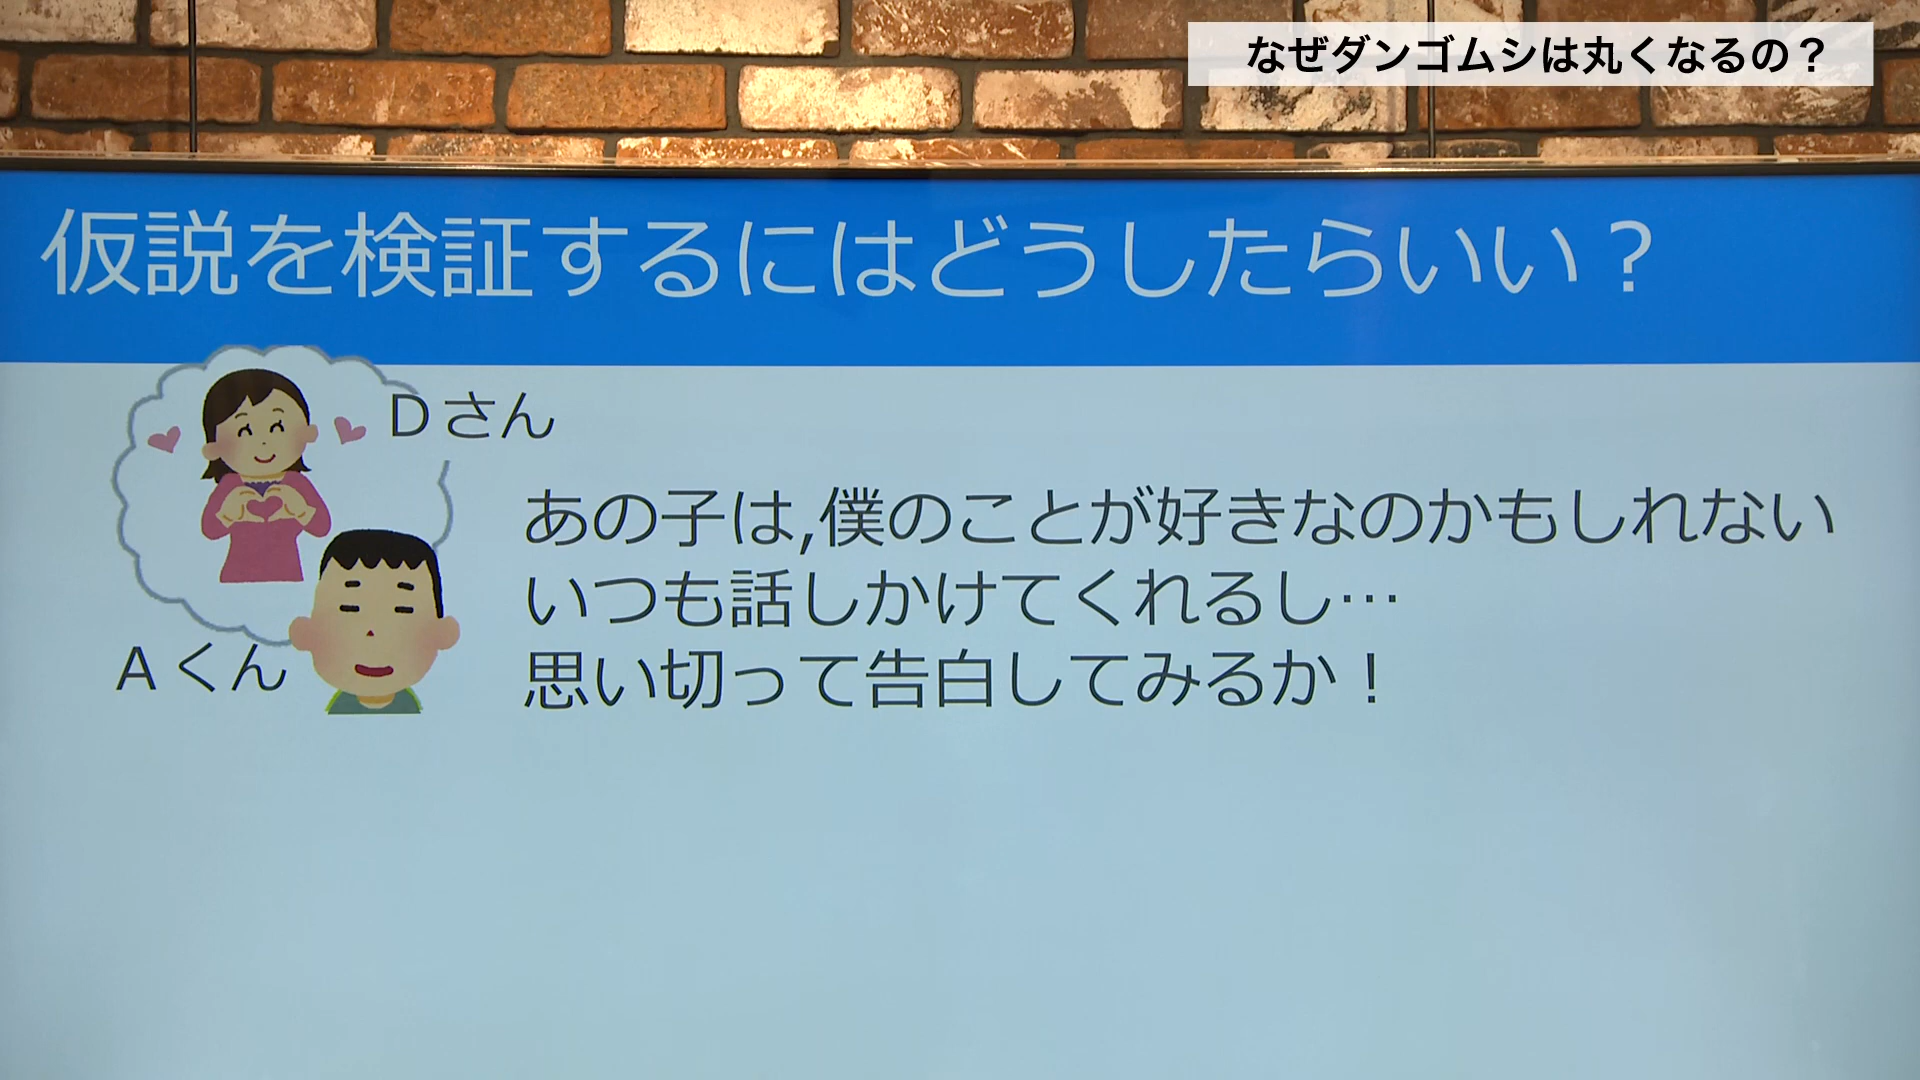 なぜダンゴムシは丸くなるの？
仮説を検証するにはどうしたらいい？
Dさん
あの子は,僕のことが好きなのかもしれない
いつも話しかけてくれるし…
思い切って告白してみるか！
Aくん